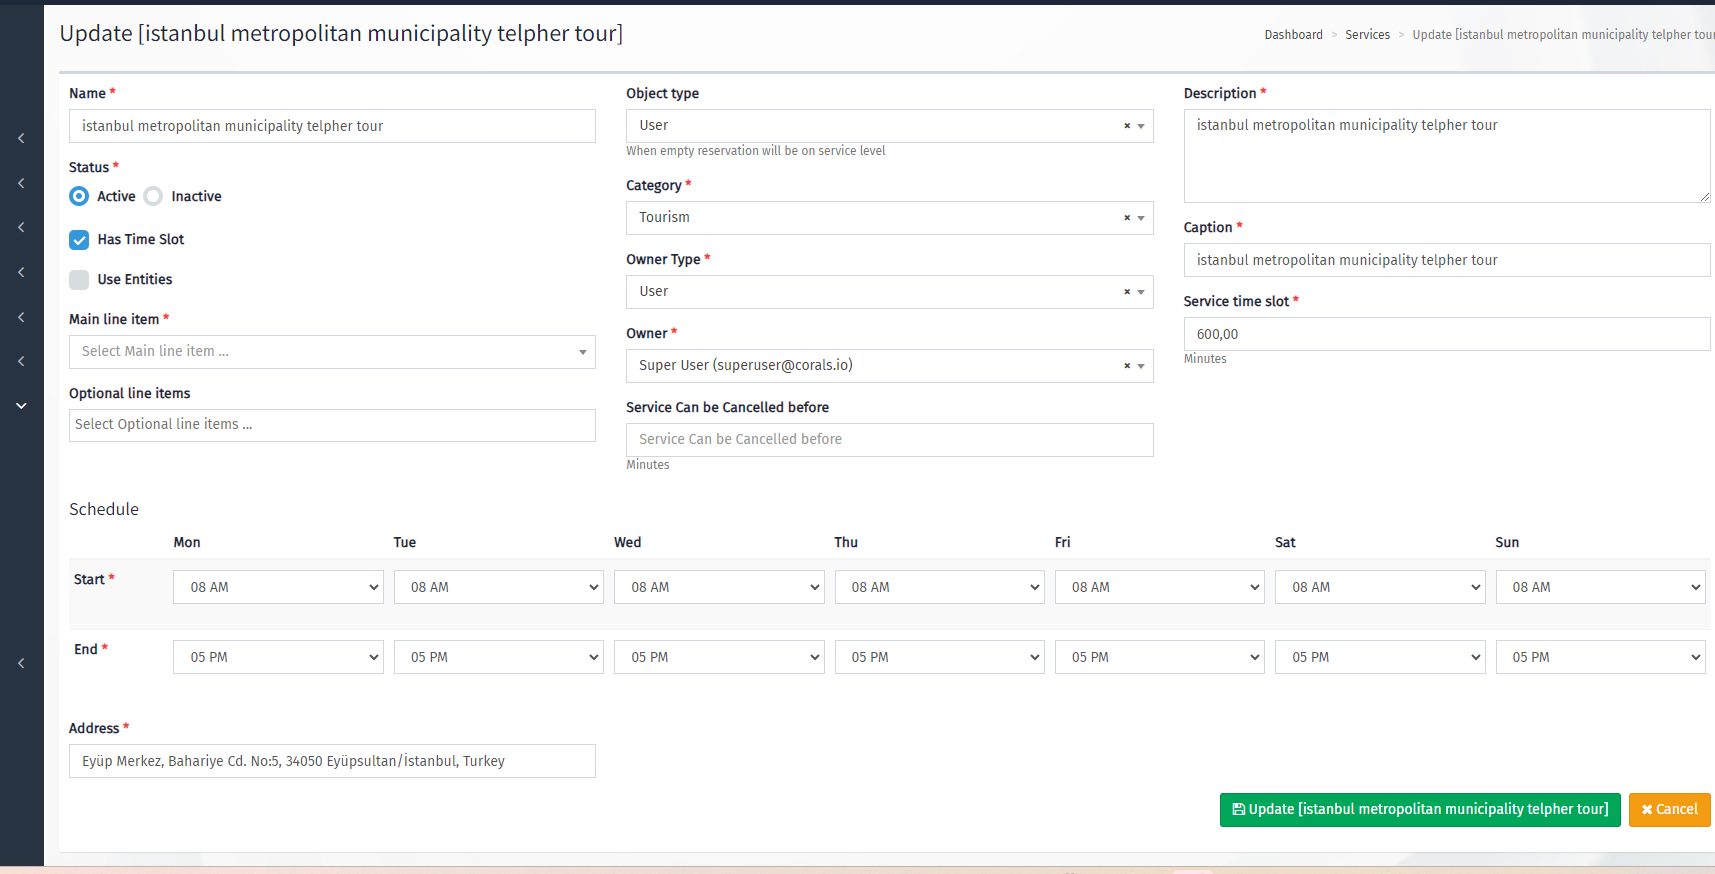 Update [istanbul metropolitan municipality telpher tour]
Dashboard > Services > Update [istanbul metropolitan municipality telpher tour
Name *
istanbul metropolitan municipality telpher tour
Status *
Active Inactive
Has Time Slot
Use Entities
Main line item *
Select Main line item ...
Optional line items
Select Optional line items ...
Object type
User × 
When empty reservation will be on service level
Category *
Tourism ×
Owner Type *
User ×
Owner *
Super User (superuser@corals.io) ×
Service Can be Cancelled before
Service Can be Cancelled before
Minutes
Description *
istanbul metropolitan municipality telpher tour
Caption *
istanbul metropolitan municipality telpher tour
Service time slot *
600,00
Minutes
Schedule
Mon Tue Wed Thu Fri Sat Sun
Start * 08 AM 08 AM 08 AM 08 AM 08 AM 08 AM 08 AM
End * 05 PM 05 PM 05 PM 05 PM 05 PM 05 PM 05 PM
Address *
Eyüp Merkez, Bahariye Cd. No:5, 34050 Eyüpsultan/İstanbul, Turkey
Update [istanbul metropolitan municipality telpher tour] Cancel